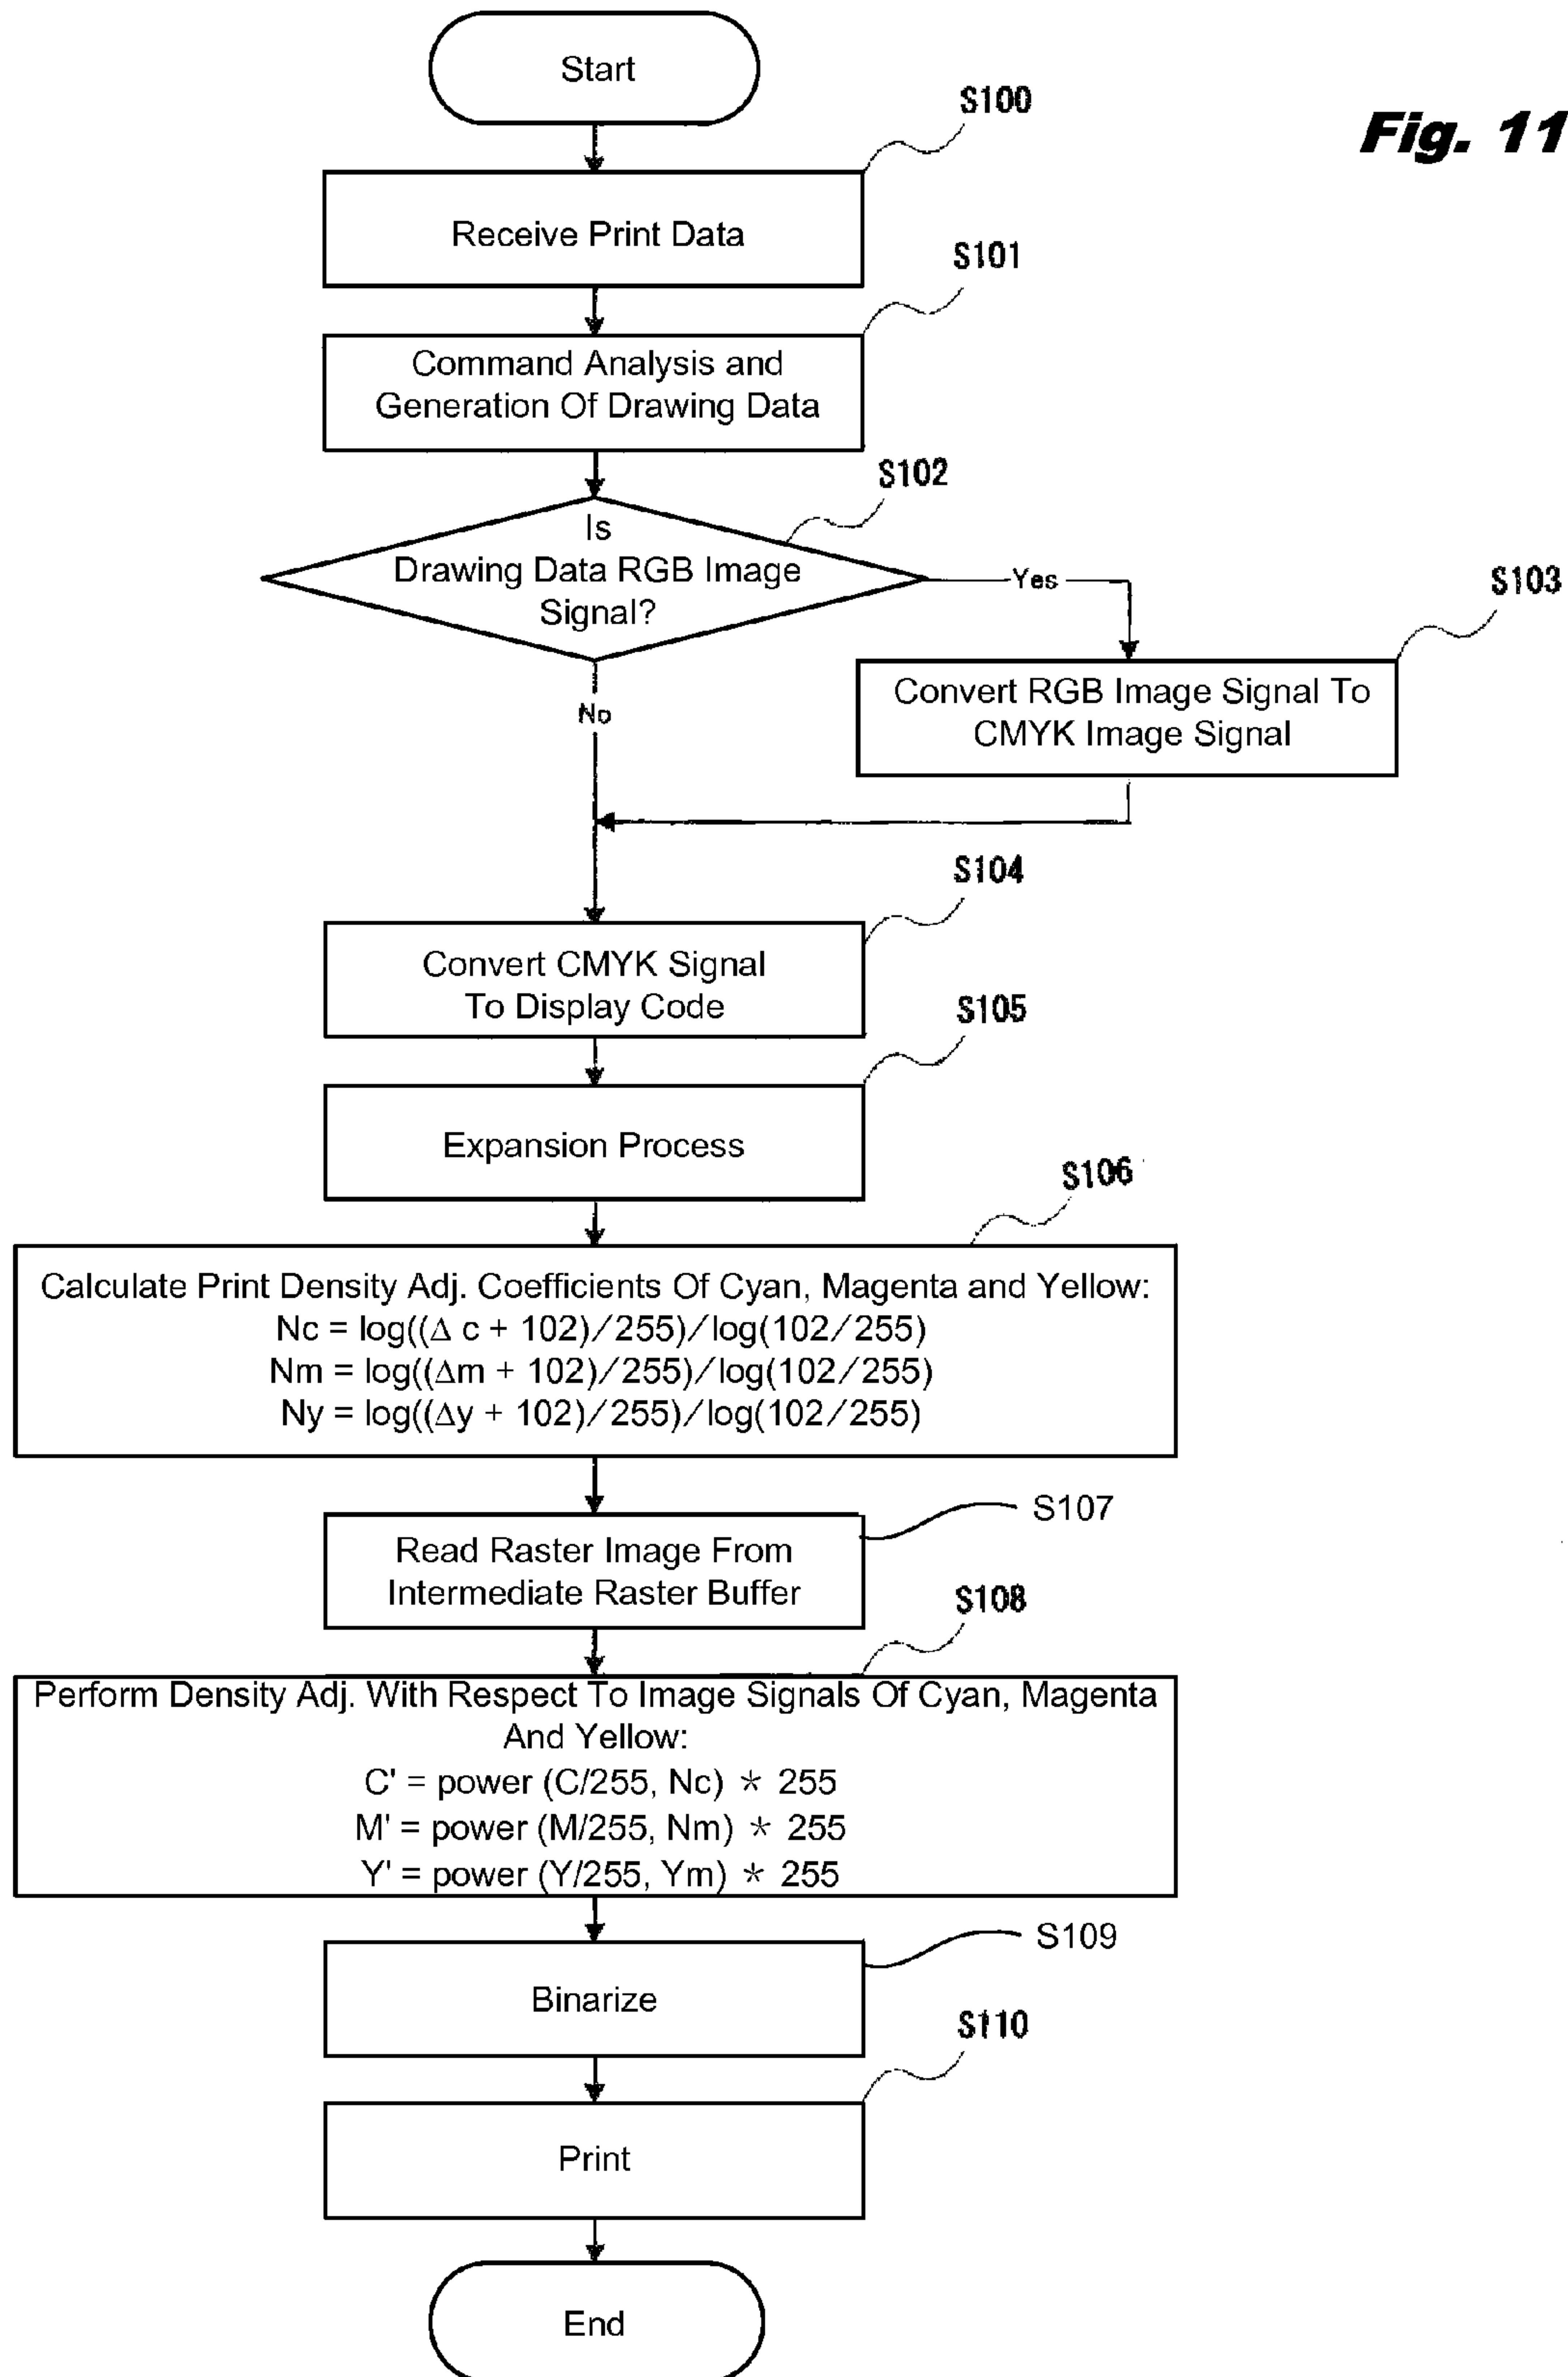 Start
Fig. 11
S100
Receive Print Data
S101
Command Analysis and
Generation Of Drawing Data
S102
Is
Drawing Data RGB Image
Signal?
Yes
S103
Convert RGB Image Signal To
CMYK Image Signal
No
S104
Convert CMYK Signal
To Display Code
S105
Expansion Process
S106
Calculate Print Density Adj. Coefficients Of Cyan, Magenta and Yellow:
Nc = log((Δ c + 102)/255)/log(102/255)
Nm = log((Δm + 102)/255)/log(102/255)
Ny = log((Δy + 102)/255)/log(102/255)
S107
Read Raster Image From
Intermediate Raster Buffer
S108
Perform Density Adj. With Respect To Image Signals Of Cyan, Magenta
And Yellow:
C' = power (C/255, Nc) * 255
M' = power (M/255, Nm) * 255
Y' = power (Y/255, Ym) * 255
S109
Binarize
S110
Print
End